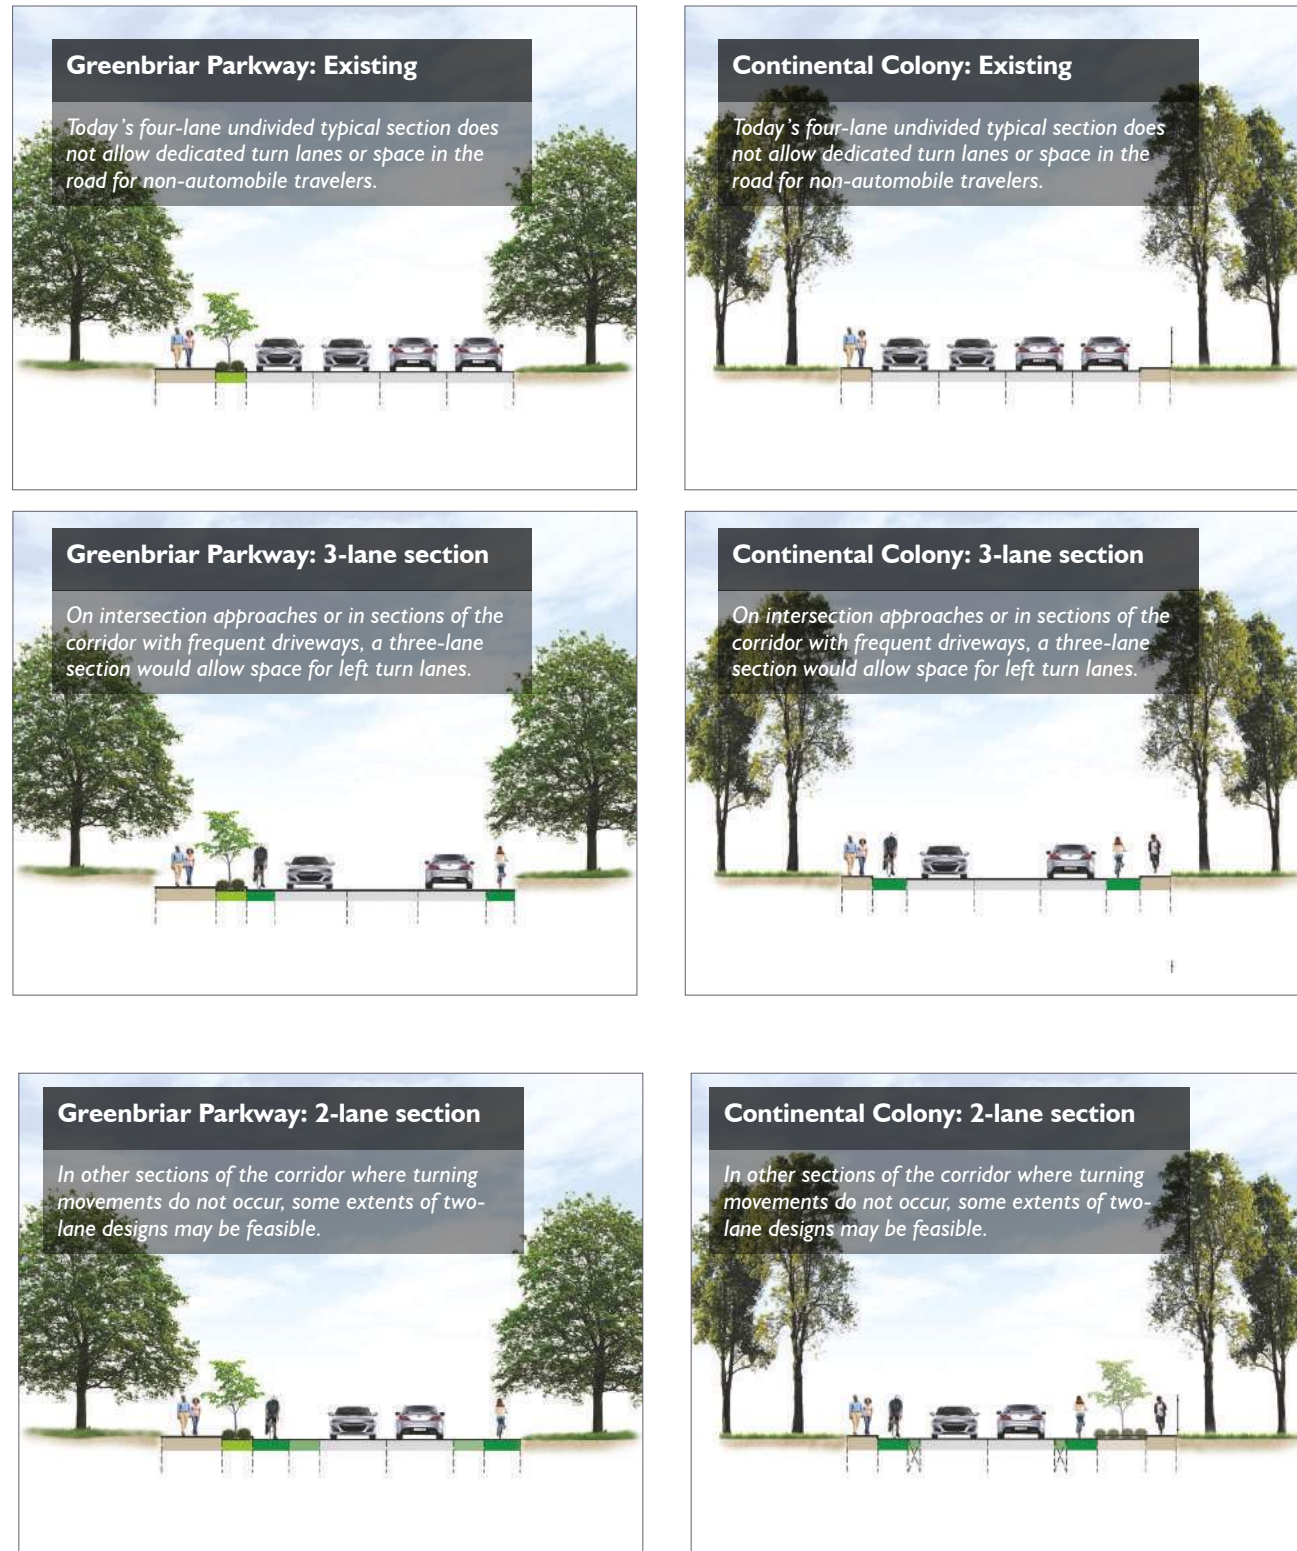 Greenbriar Parkway: Existing
Today's four-lane undivided typical section does
not allow dedicated turn lanes or space in the
road for non-automobile travelers.
Continental Colony: Existing
Today's four-lane undivided typical section does
not allow dedicated turn lanes or space in the
road for non-automobile travelers.
Greenbriar Parkway: 3-lane section
On intersection approaches or in sections of the
corridor with frequent driveways, a three-lane
section would allow space for left turn lanes.
Continental Colony: 3-lane section
On intersection approaches or in sections of the
corridor with frequent driveways, a three-lane
section would allow space for left turn lanes.
Greenbriar Parkway: 2-lane section
In other sections of the corridor where turning
movements do not occur, some extents of two-
lane designs may be feasible.
Continental Colony: 2-lane section
In other sections of the corridor where turning
movements do not occur, some extents of two-
lane designs may be feasible.